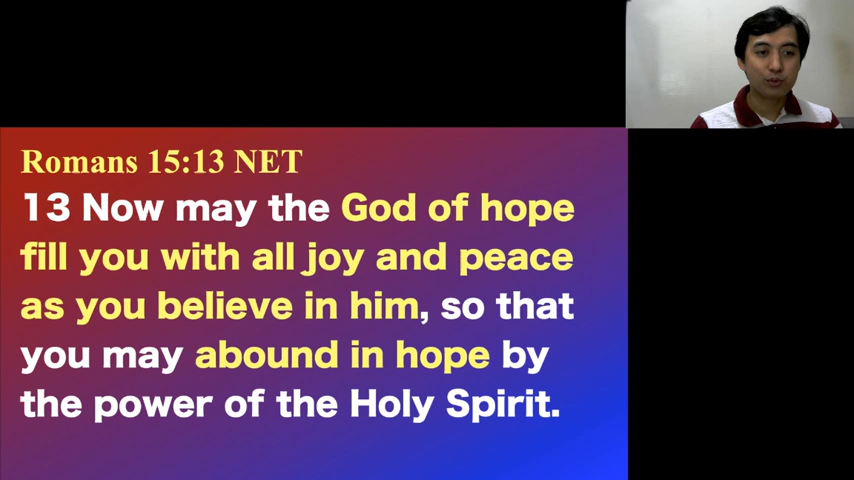 Romans 15:13 NET
13 Now may the God of hope
fill you with all joy and peace
as you believe in him, so that
you may abound in hope by
the power of the Holy Spirit.